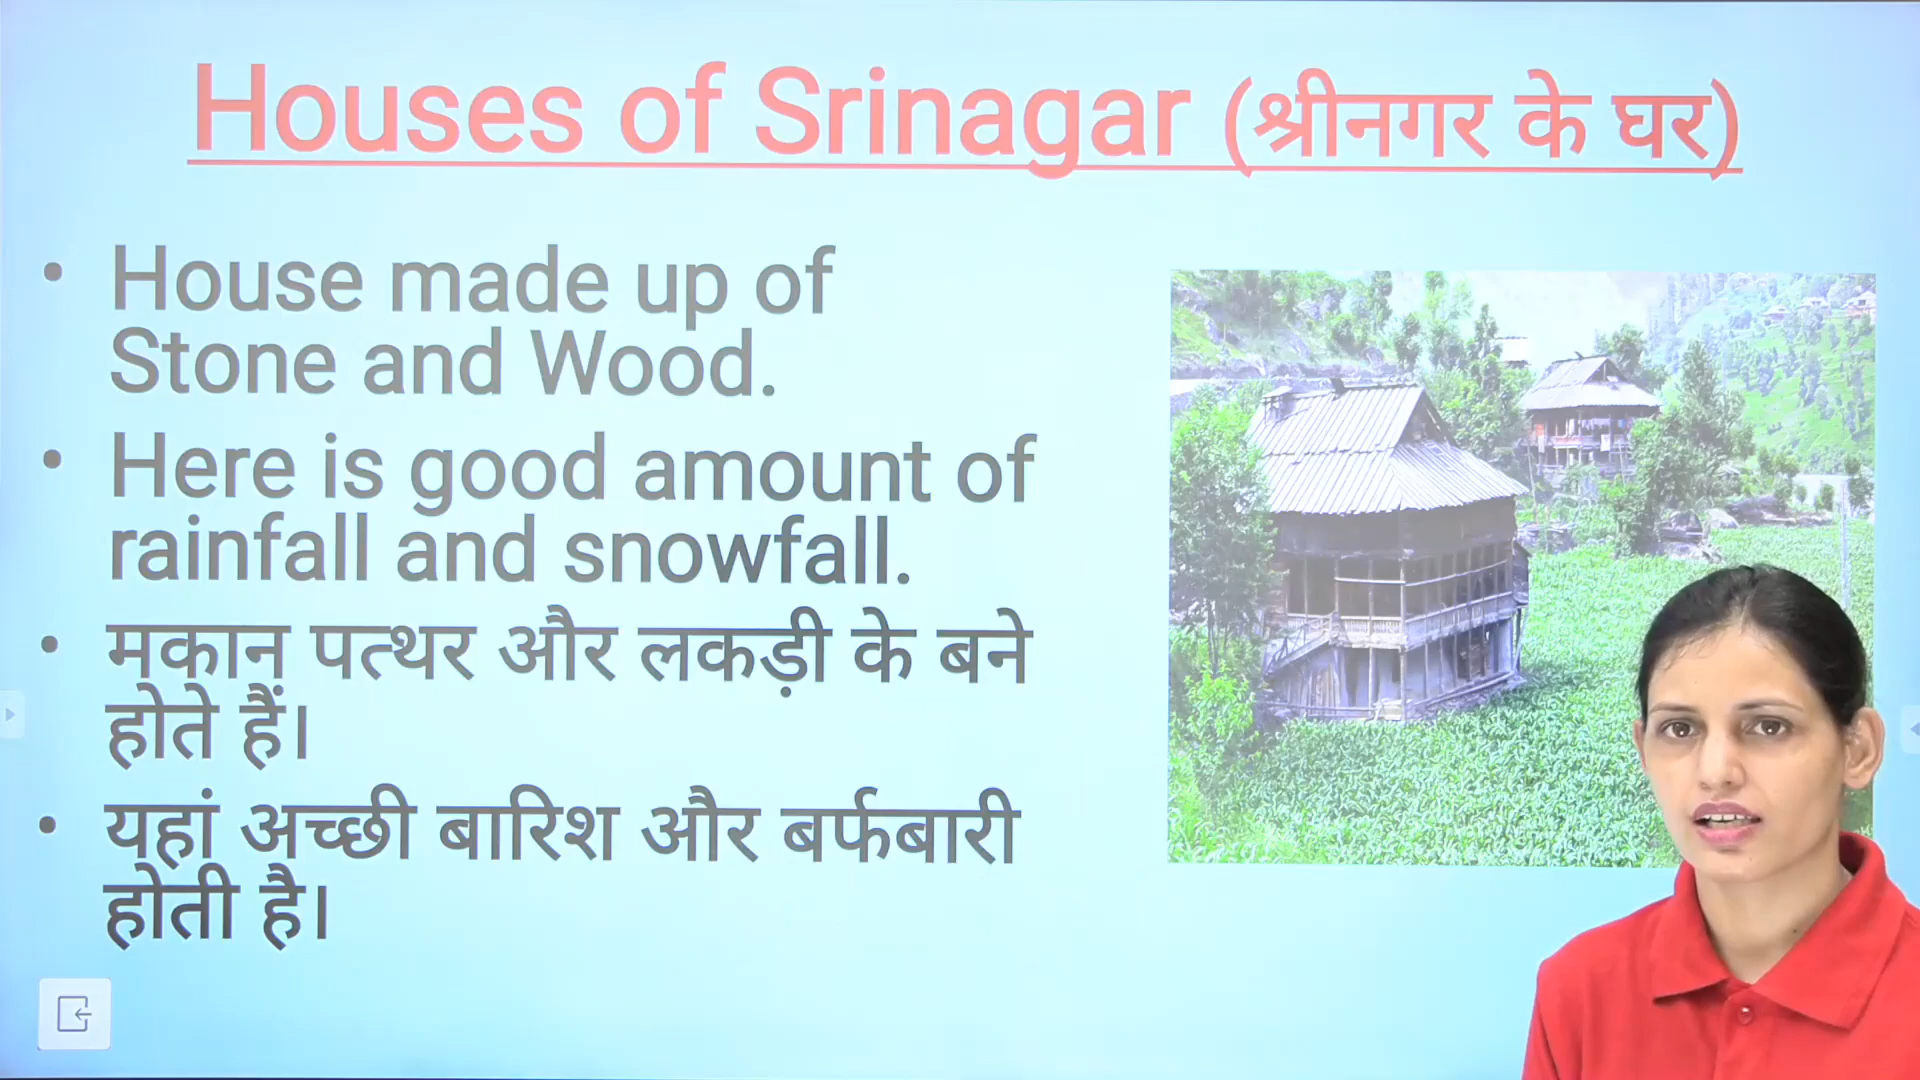 Houses of Srinagar (श्रीनगर के घर)
• House made up of
Stone and Wood.
• Here is good amount of
rainfall and snowfall.
• मकान पत्थर और लकड़ी के बने
होते हैं।
• यहां अच्छी बारिश और बर्फबारी
होती है।